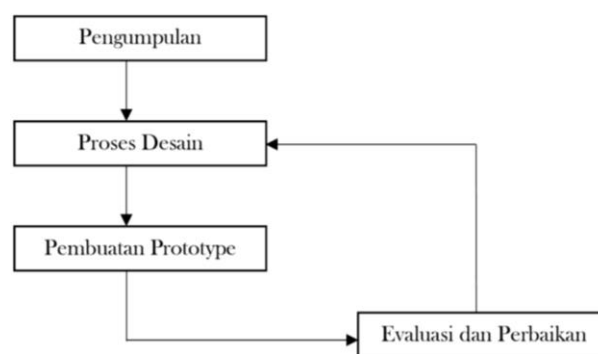 Pengumpulan
Proses Desain
Pembuatan Prototype
Evaluasi dan Perbaikan